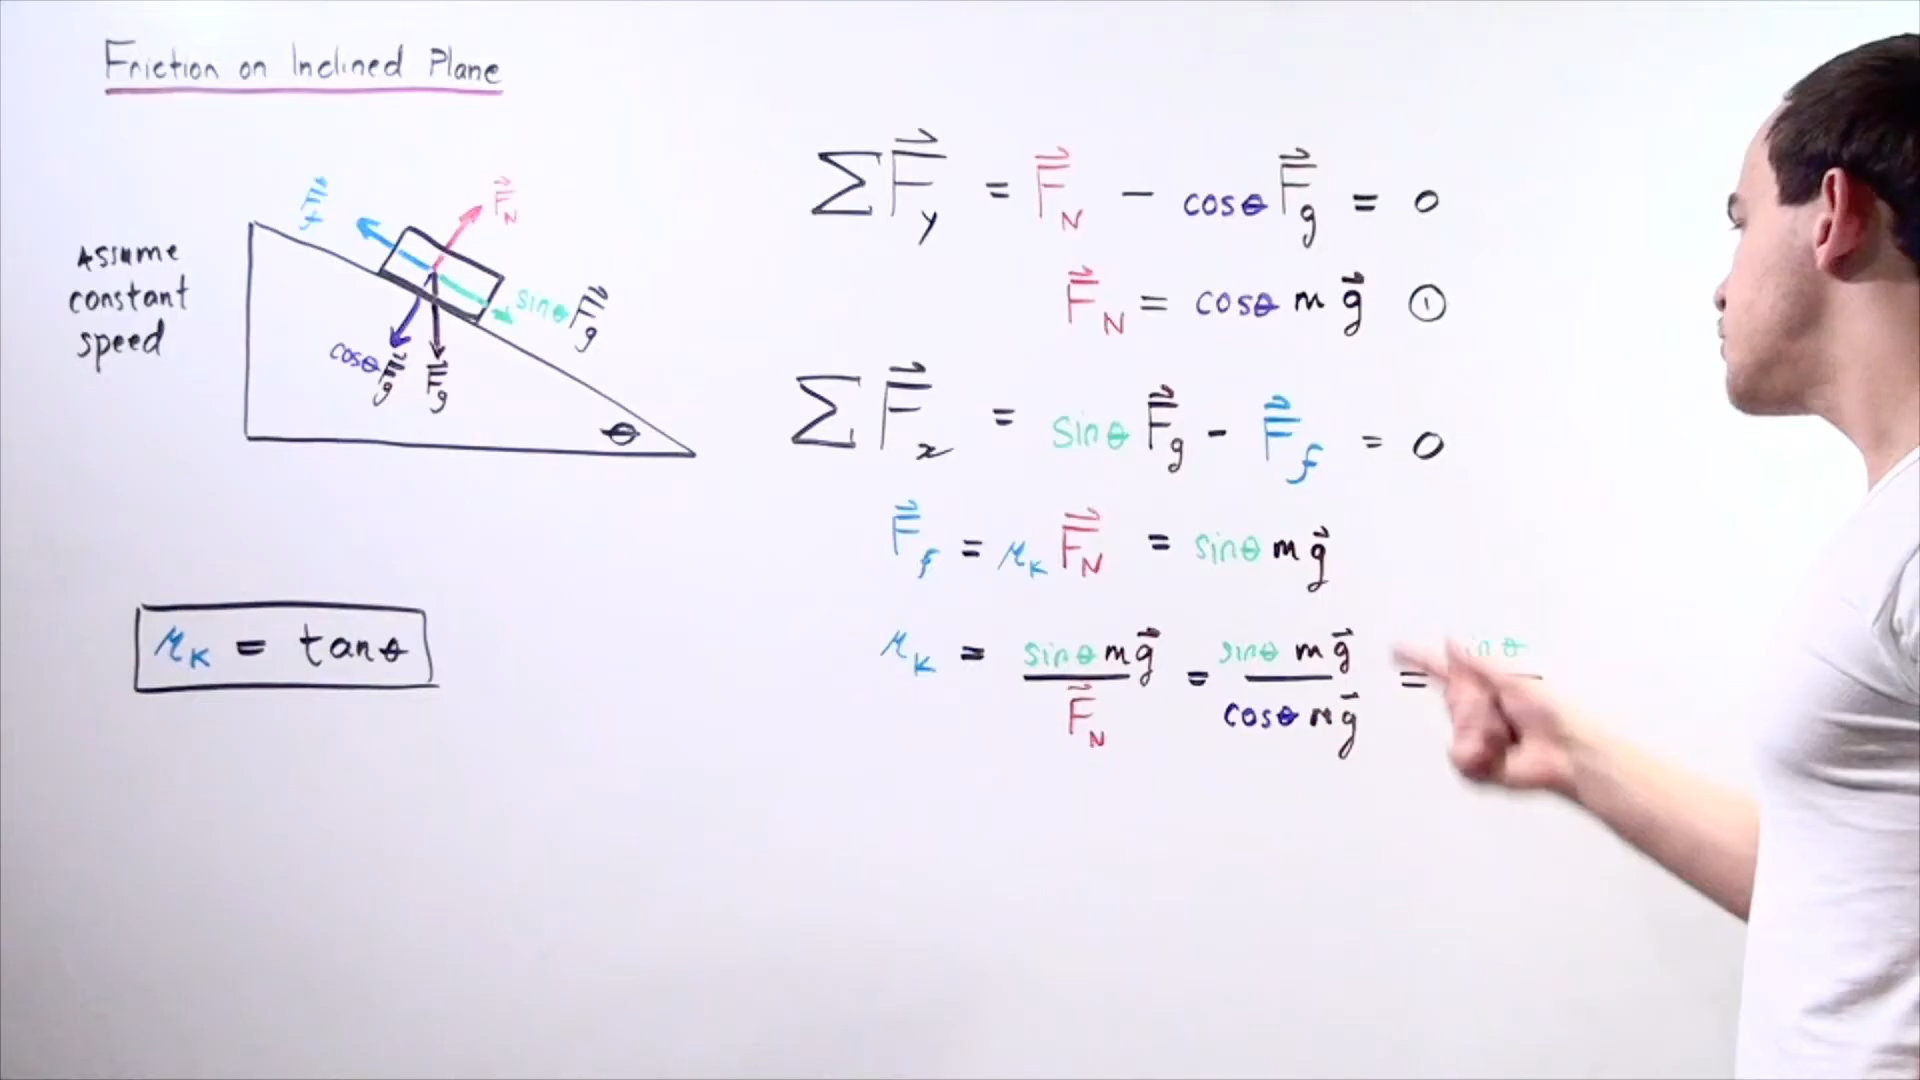 Friction on Inclined Plane
Assume
constant
speed
F⃗f
F⃗N
sinθ F⃗g
cosθ F⃗g
F⃗g
θ
μK = tanθ
ΣF⃗y = F⃗N − cosθ F⃗g = 0
F⃗N = cosθ m g⃗ ①
ΣF⃗x = sinθ F⃗g - F⃗f = 0
F⃗f = μK F⃗N = sinθ m g⃗
μK = sinθ m g⃗ / F⃗N = sinθ m g⃗ / cosθ m g⃗ =